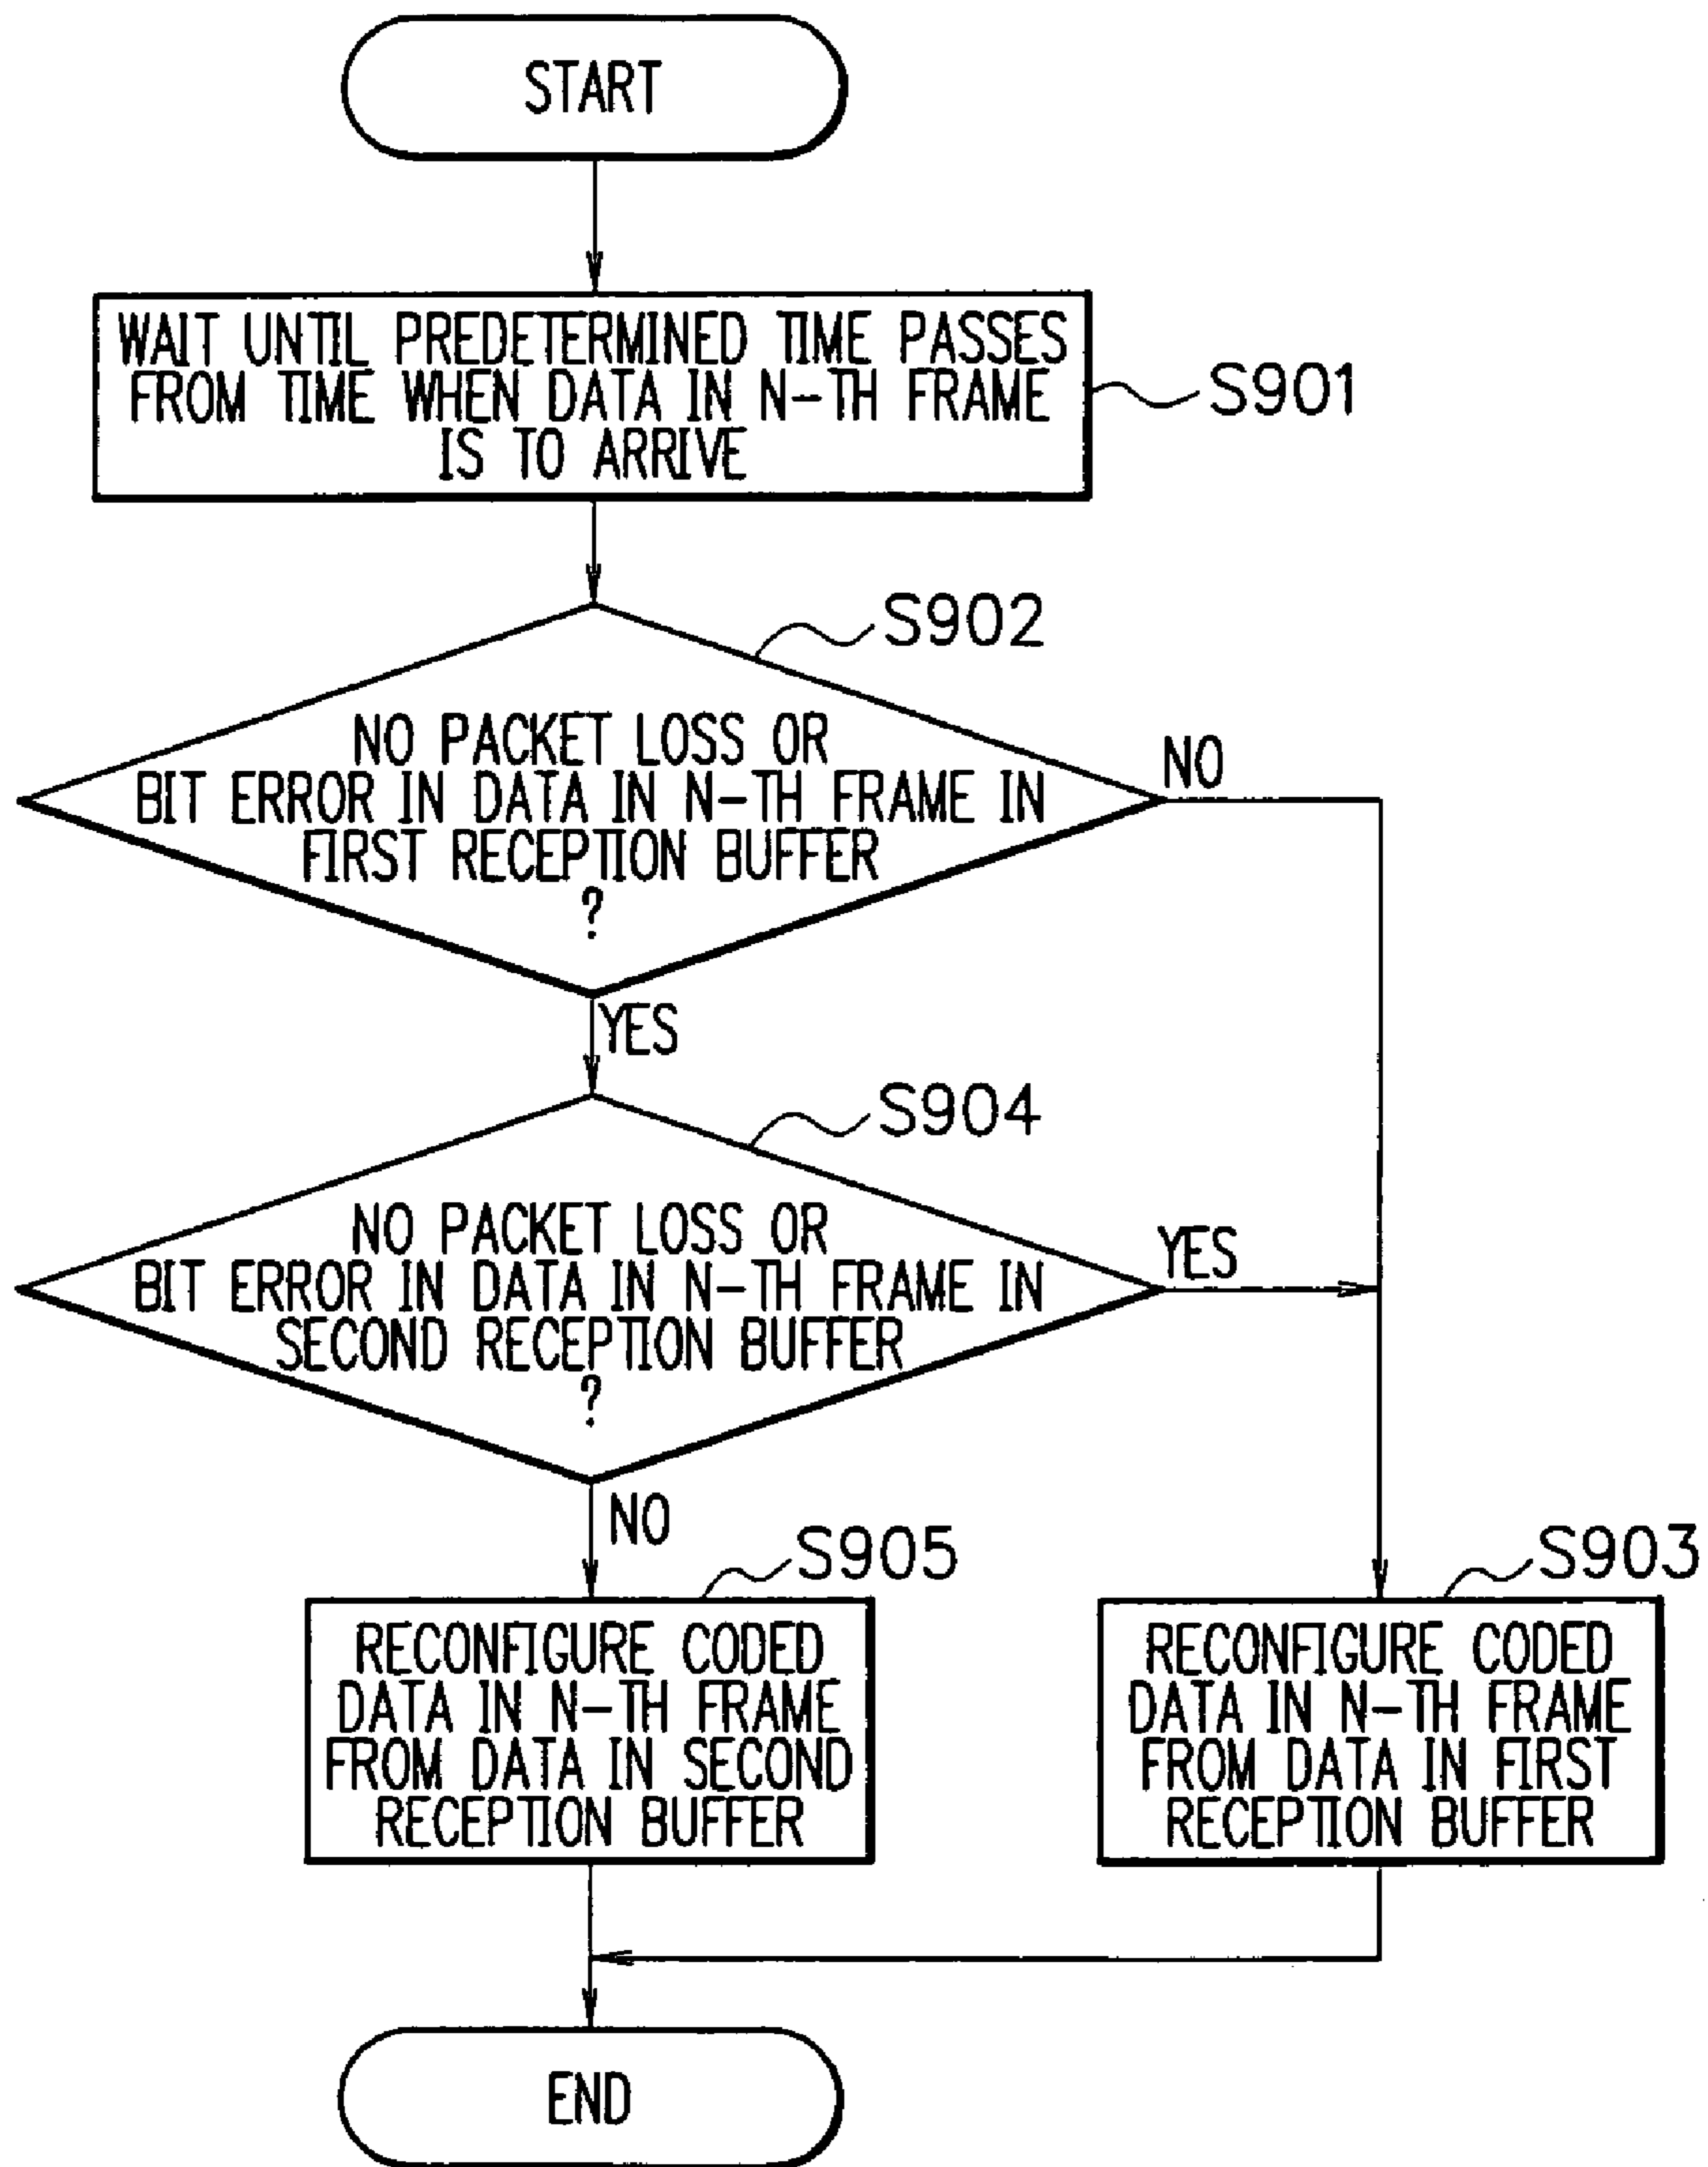 START
WAIT UNTIL PREDETERMINED TIME PASSES
FROM TIME WHEN DATA IN N-TH FRAME
IS TO ARRIVE
S901
S902
NO PACKET LOSS OR
BIT ERROR IN DATA IN N-TH FRAME IN
FIRST RECEPTION BUFFER
?
NO
YES
S904
NO PACKET LOSS OR
BIT ERROR IN DATA IN N-TH FRAME IN
SECOND RECEPTION BUFFER
?
YES
NO
S905
RECONFIGURE CODED
DATA IN N-TH FRAME
FROM DATA IN SECOND
RECEPTION BUFFER
S903
RECONFIGURE CODED
DATA IN N-TH FRAME
FROM DATA IN FIRST
RECEPTION BUFFER
END